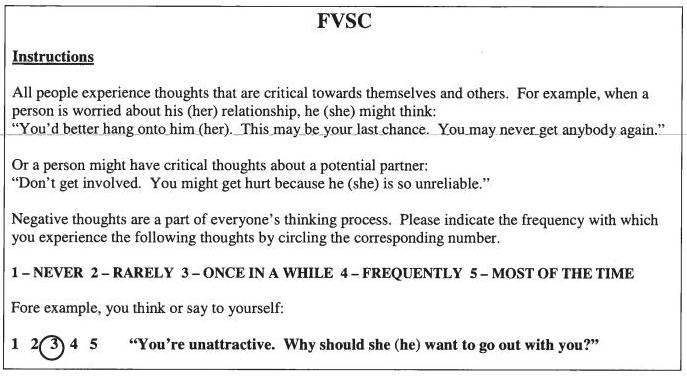 FVSC
Instructions
All people experience thoughts that are critical towards themselves and others. For example, when a
person is worried about his (her) relationship, he (she) might think:
“You’d better hang onto him (her). This may be your last chance. You may never get anybody again.”
Or a person might have critical thoughts about a potential partner:
“Don’t get involved. You might get hurt because he (she) is so unreliable.”
Negative thoughts are a part of everyone’s thinking process. Please indicate the frequency with which
you experience the following thoughts by circling the corresponding number.
1 – NEVER 2 – RARELY 3 – ONCE IN A WHILE 4 – FREQUENTLY 5 – MOST OF THE TIME
Fore example, you think or say to yourself:
1 2 3 4 5 “You’re unattractive. Why should she (he) want to go out with you?”